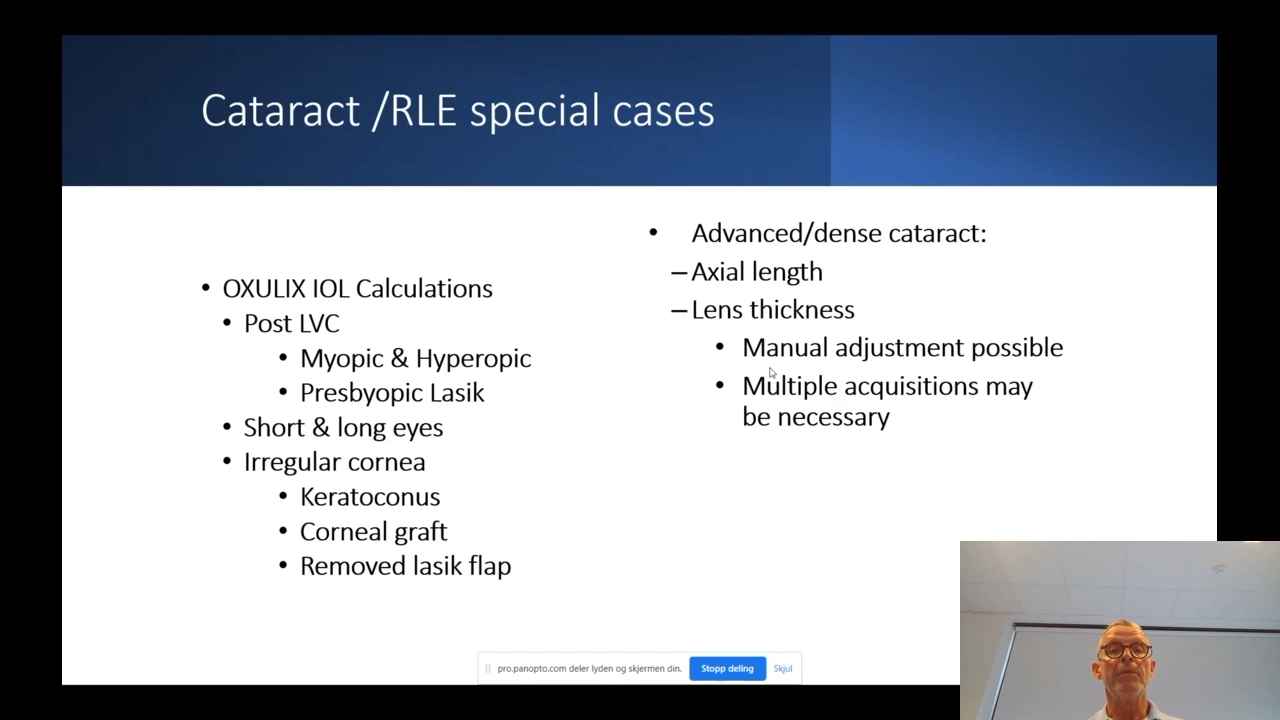 Cataract /RLE special cases
• OXULIX IOL Calculations
• Post LVC
• Myopic & Hyperopic
• Presbyopic Lasik
• Short & long eyes
• Irregular cornea
• Keratoconus
• Corneal graft
• Removed lasik flap
• Advanced/dense cataract:
–Axial length
–Lens thickness
• Manual adjustment possible
• Multiple acquisitions may
be necessary
pro.panopto.com deler lyden og skjermen din. Stopp deling Skjul